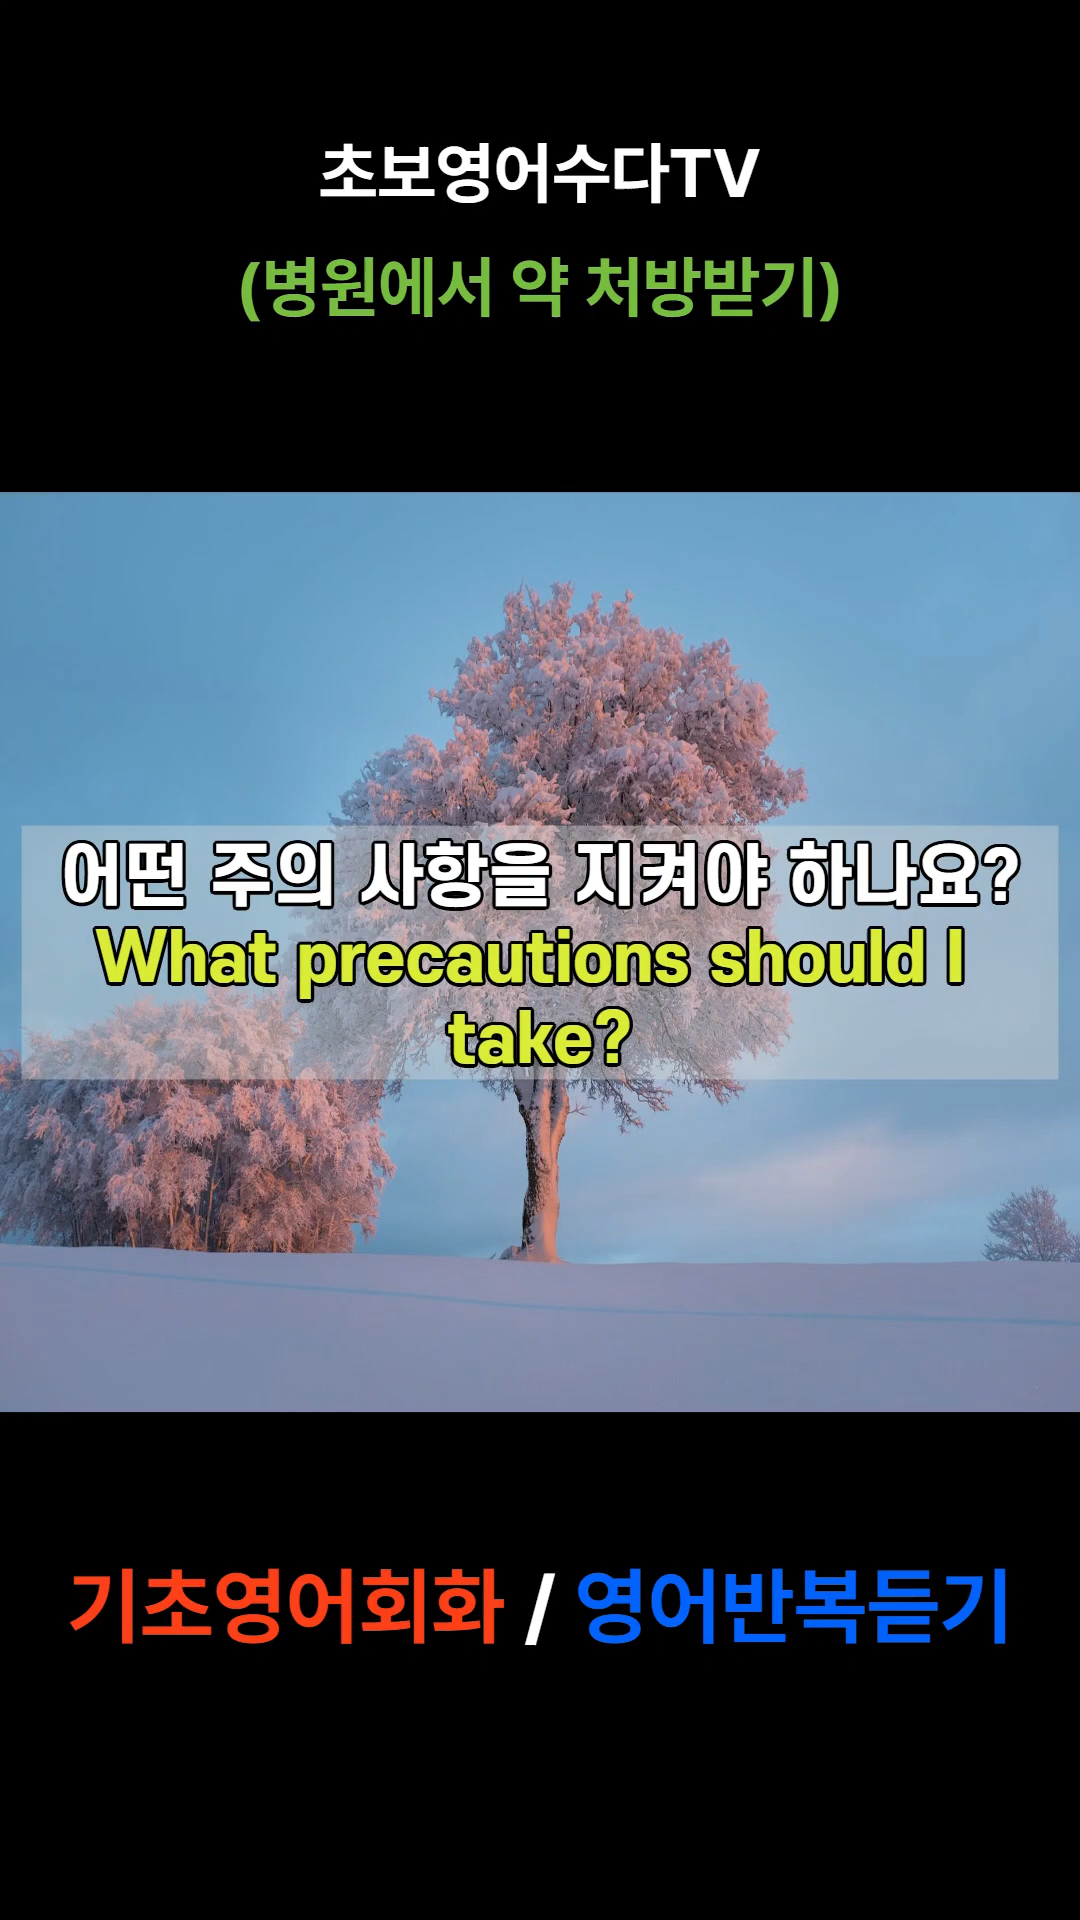 초보영어수다TV
(병원에서 약 처방받기)
어떤 주의 사항을 지켜야 하나요?
What precautions should I
take?
기초영어회화 / 영어반복듣기